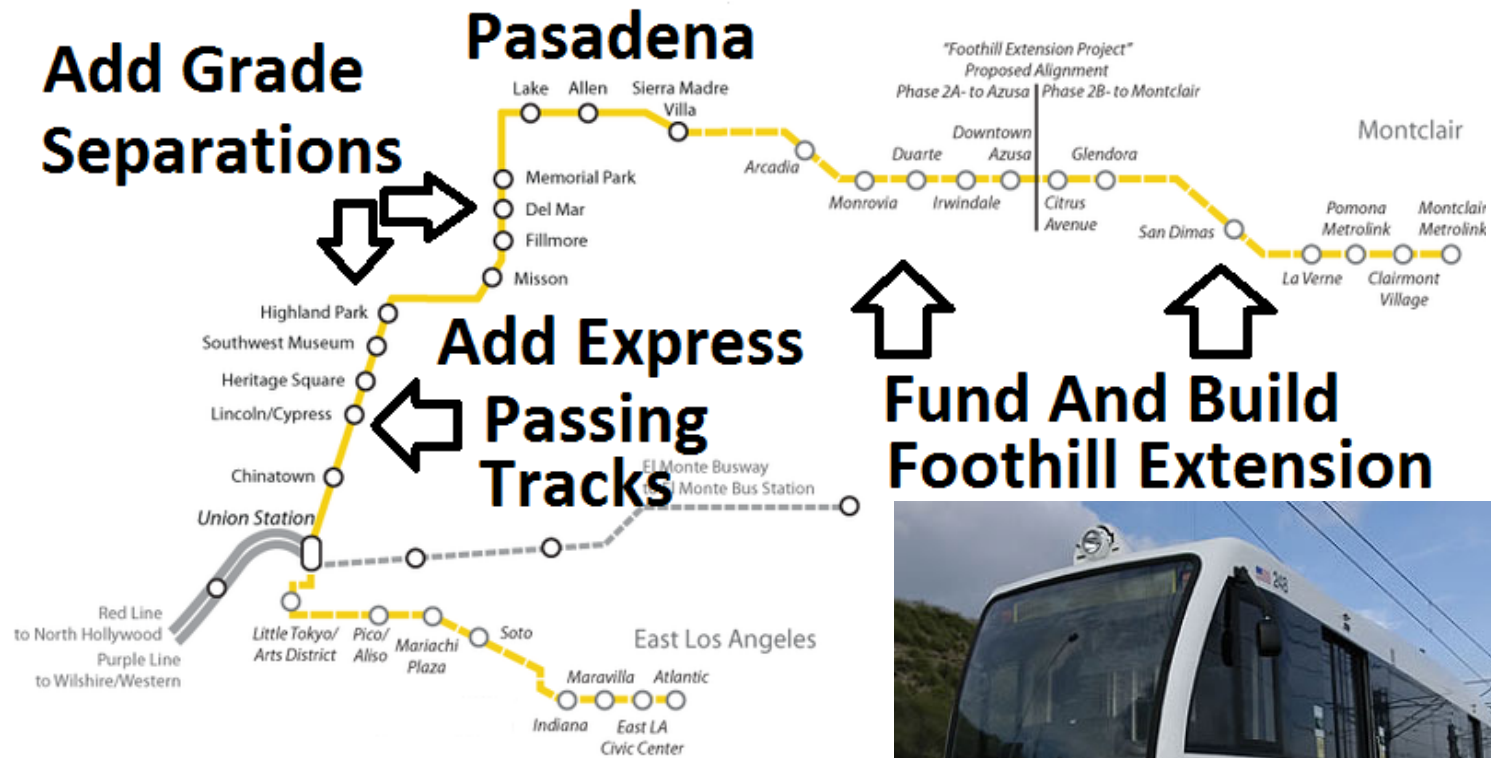 Add Grade
Separations
Pasadena
"Foothill Extension Project"
Proposed Alignment
Phase 2A- to Azusa
Phase 2B- to Montclair
Lake
Allen
Sierra Madre
Villa
Montclair
Arcadia
Monrovia
Duarte
Irwindale
Downtown
Azusa
Citrus
Avenue
Glendora
San Dimas
La Verne
Pomona
Metrolink
Clairmont
Village
Montclair
Metrolink
Memorial Park
Del Mar
Fillmore
Misson
Highland Park
Southwest Museum
Heritage Square
Lincoln/Cypress
Chinatown
Union Station
Add Express
Passing
Tracks
Fund And Build
Foothill Extension
El Monte Busway
to El Monte Bus Station
Red Line
to North Hollywood
Purple Line
to Wilshire/Western
Little Tokyo/
Arts District
Pico/
Aliso
Mariachi
Plaza
Soto
East Los Angeles
Indiana
Maravilla
East LA
Civic Center
Atlantic
248